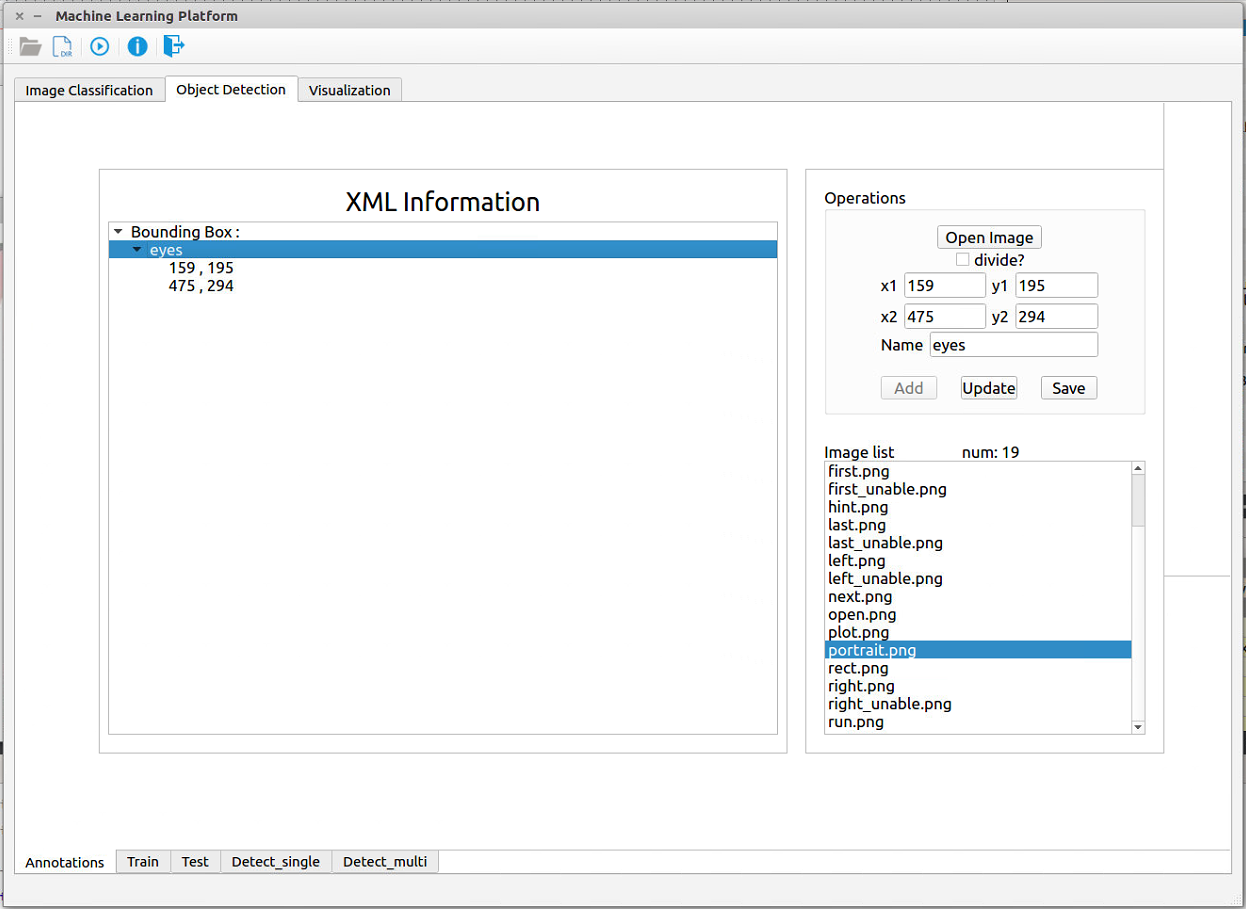 Machine Learning Platform
DIR
Image Classification Object Detection Visualization
XML Information
Bounding Box :
eyes
159 , 195
475 , 294
Operations
Open Image
divide?
x1 159 y1 195
x2 475 y2 294
Name eyes
Add Update Save
Image list num: 19
first.png
first_unable.png
hint.png
last.png
last_unable.png
left.png
left_unable.png
next.png
open.png
plot.png
portrait.png
rect.png
right.png
right_unable.png
run.png
Annotations Train Test Detect_single Detect_multi